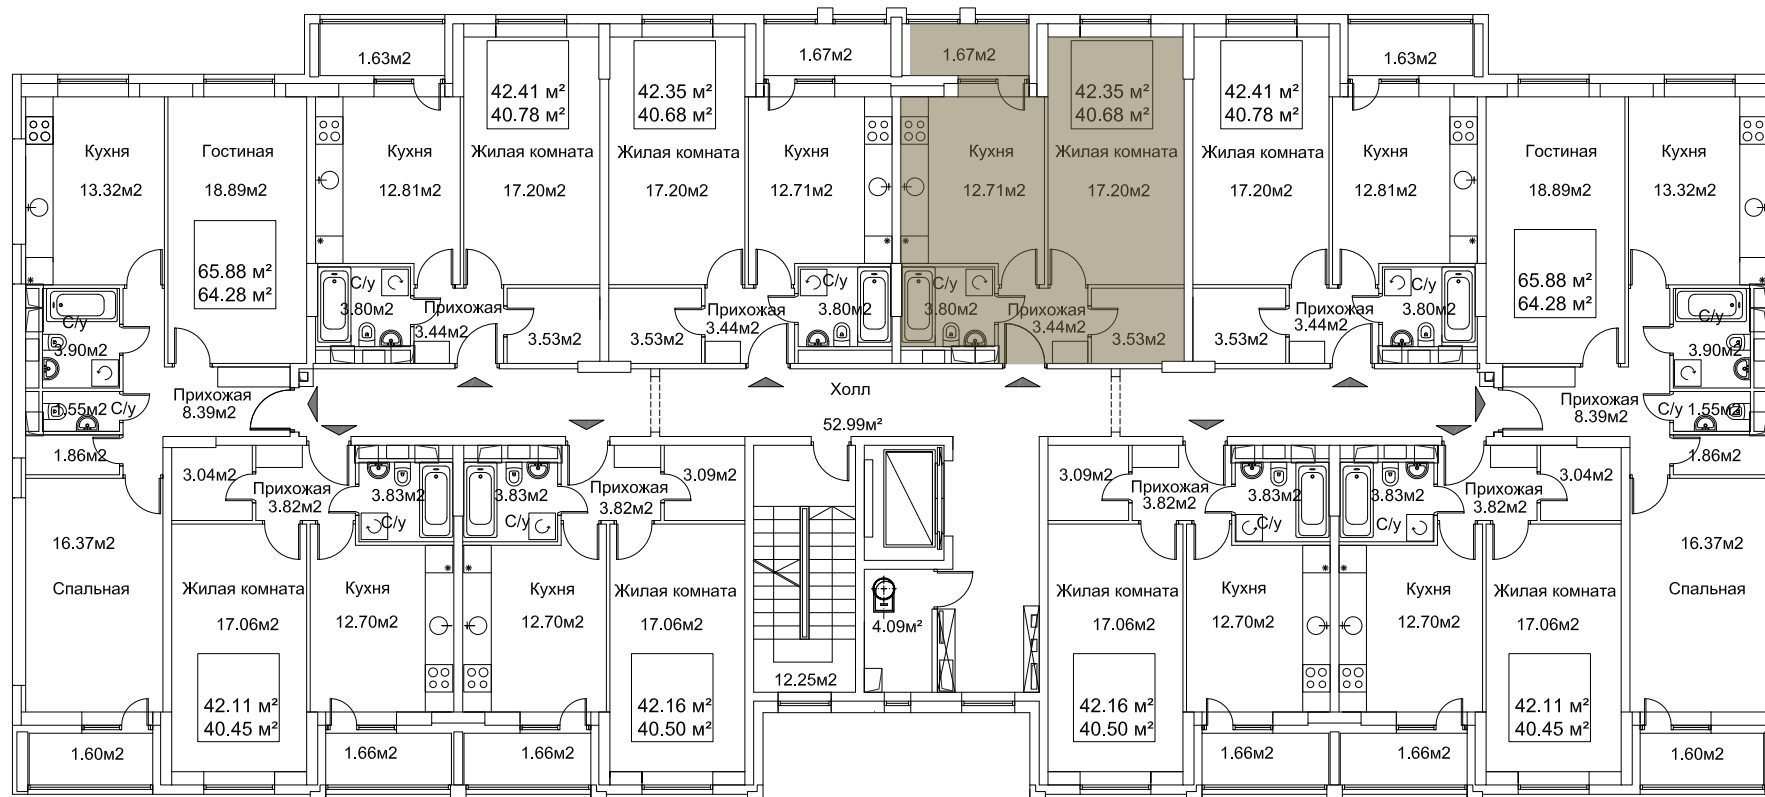 1.63м2
1.67м2
1.67м2
1.63м2
42.41 м²
40.78 м²
42.35 м²
40.68 м²
42.35 м²
40.68 м²
42.41 м²
40.78 м²
Кухня
13.32м2
Гостиная
18.89м2
Кухня
12.81м2
Жилая комната
17.20м2
Жилая комната
17.20м2
Кухня
12.71м2
Кухня
12.71м2
Жилая комната
17.20м2
Жилая комната
17.20м2
Кухня
12.81м2
Гостиная
18.89м2
Кухня
13.32м2
65.88 м²
64.28 м²
65.88 м²
64.28 м²
С/у
3.90м2
С/у
3.80м2
Прихожая
3.44м2
3.53м2
3.53м2
Прихожая
3.44м2
С/у
3.80м2
С/у
3.80м2
Прихожая
3.44м2
3.53м2
3.53м2
Прихожая
3.44м2
С/у
3.80м2
С/у
3.90м2
1.55м2 С/у
Прихожая
8.39м2
Холл
52.99м²
Прихожая
8.39м2
С/у 1.55м2
1.86м2
3.04м2
Прихожая
3.82м2
3.83м2
С/у
3.83м2
С/у
Прихожая
3.82м2
3.09м2
3.09м2
Прихожая
3.82м2
3.83м2
С/у
3.83м2
С/у
Прихожая
3.82м2
3.04м2
1.86м2
16.37м2
Спальная
Жилая комната
17.06м2
Кухня
12.70м2
Кухня
12.70м2
Жилая комната
17.06м2
4.09м²
12.25м2
Жилая комната
17.06м2
Кухня
12.70м2
Кухня
12.70м2
Жилая комната
17.06м2
16.37м2
Спальная
42.11 м²
40.45 м²
42.16 м²
40.50 м²
42.16 м²
40.50 м²
42.11 м²
40.45 м²
1.60м2
1.66м2
1.66м2
1.66м2
1.66м2
1.60м2